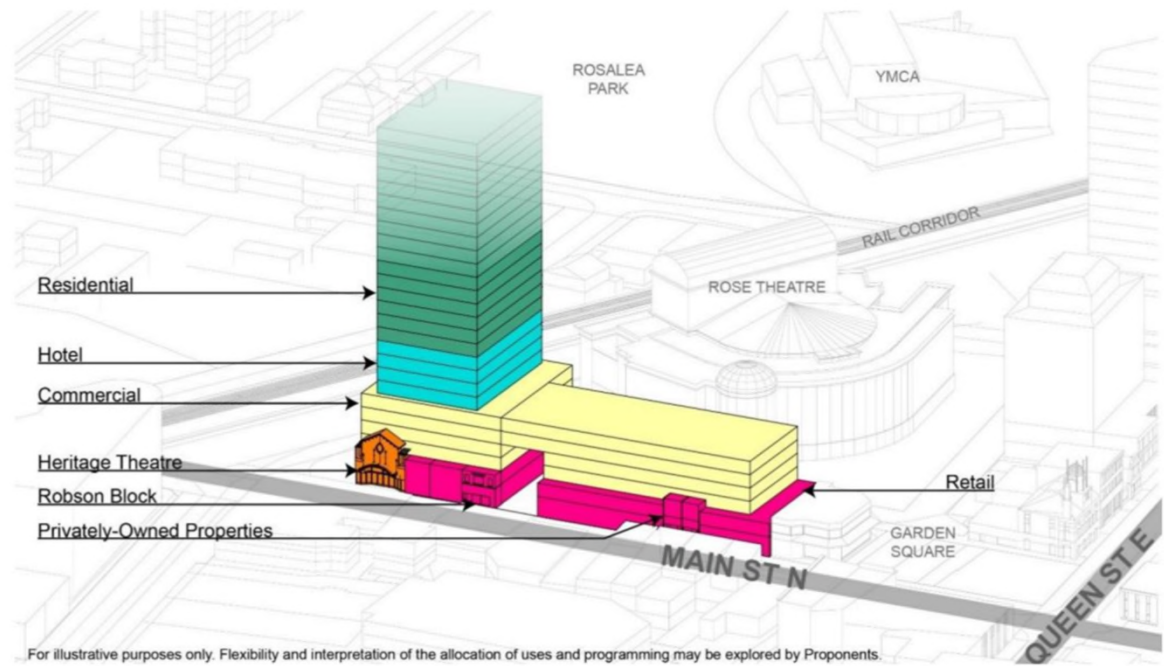 ROSALEA
PARK
YMCA
RAIL CORRIDOR
ROSE THEATRE
Residential
Hotel
Commercial
Heritage Theatre
Robson Block
Privately-Owned Properties
Retail
GARDEN
SQUARE
MAIN ST N
QUEEN ST E
For illustrative purposes only. Flexibility and interpretation of the allocation of uses and programming may be explored by Proponents.